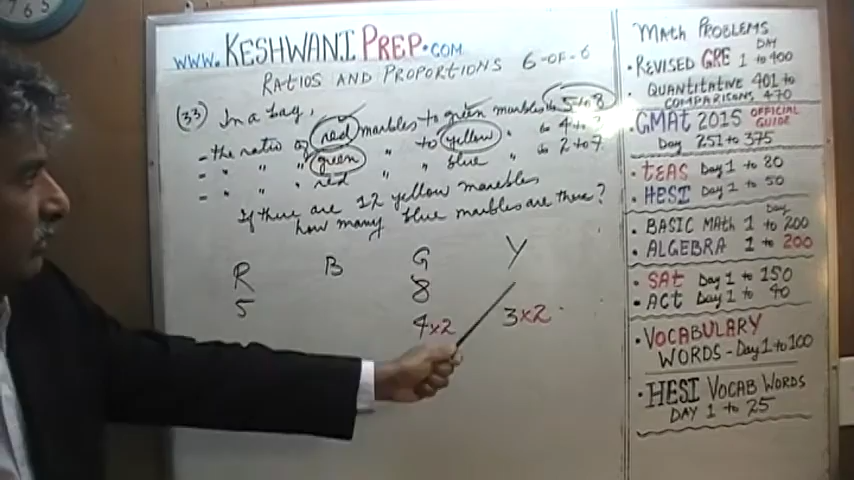 7 6 5
www.KESHWANI PREP.COM
RATIOS AND PROPORTIONS 6-OF-6
(33) In a bag,
- the ratio of red marbles to green marbles is 5 to 8
- " " " green " to yellow " is 4 to
- " " " red " " blue " is 2 to 7
If there are 12 yellow marbles
how many blue marbles are there?
R B G Y
5 8
4x2 3x2
MATH PROBLEMS
• REVISED GRE DAY 1 to 400
• QUANTITATIVE 401 to
COMPARISONS 470
• GMAT 2015 OFFICIAL GUIDE
DAY 251 to 375
• TEAS Day 1 to 80
• HESI Day 1 to 50
• BASIC MATH Day 1 to 200
• ALGEBRA 1 to 200
• SAT Day 1 to 150
• ACT Day 1 to 40
• VOCABULARY
WORDS - Day 1 to 100
• HESI VOCAB WORDS
DAY 1 to 25